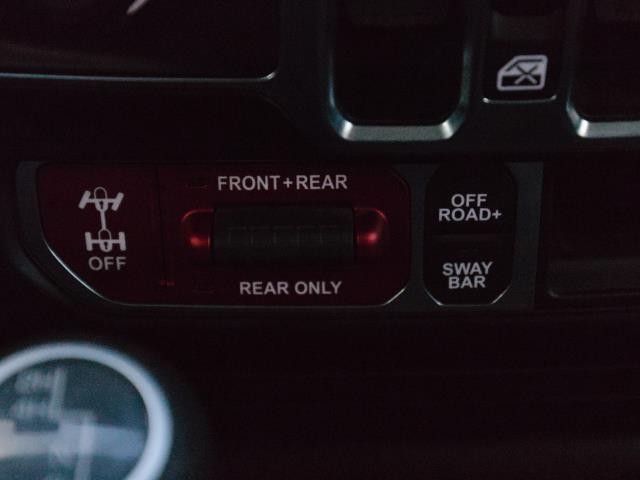 FRONT+REAR
OFF
REAR ONLY
OFF
ROAD+
SWAY
BAR